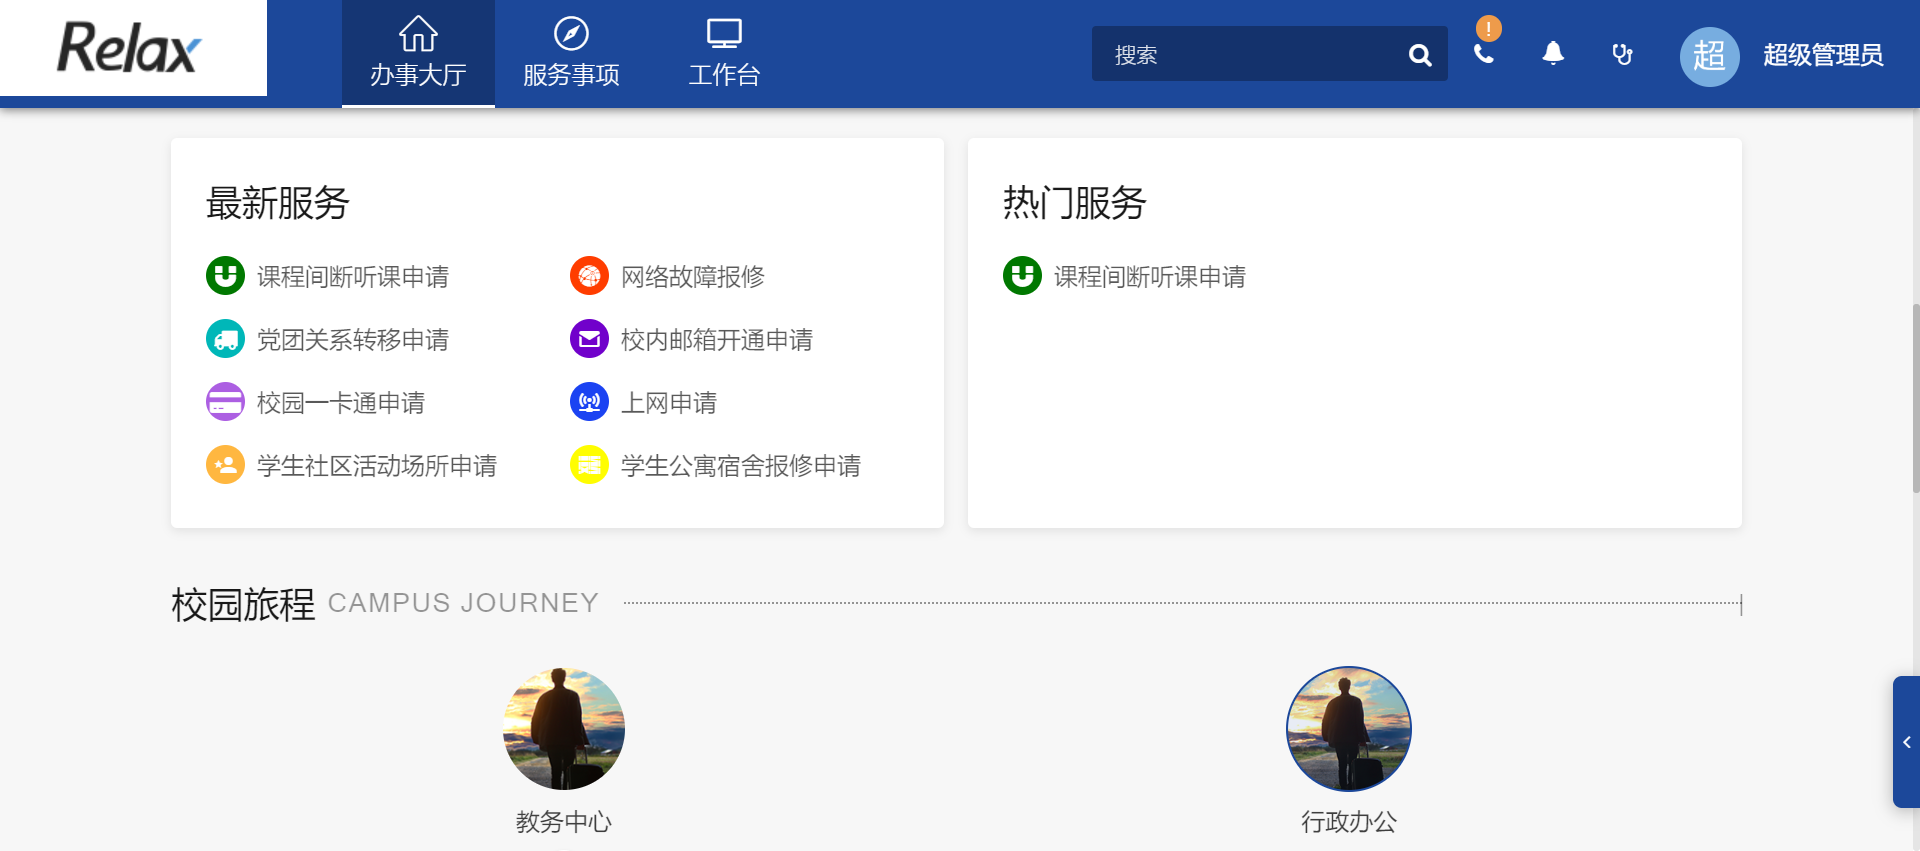 Relax
办事大厅
服务事项
工作台
搜索
!
超
超级管理员
最新服务
课程间断听课申请
网络故障报修
党团关系转移申请
校内邮箱开通申请
校园一卡通申请
上网申请
学生社区活动场所申请
学生公寓宿舍报修申请
热门服务
课程间断听课申请
校园旅程 CAMPUS JOURNEY
教务中心
行政办公